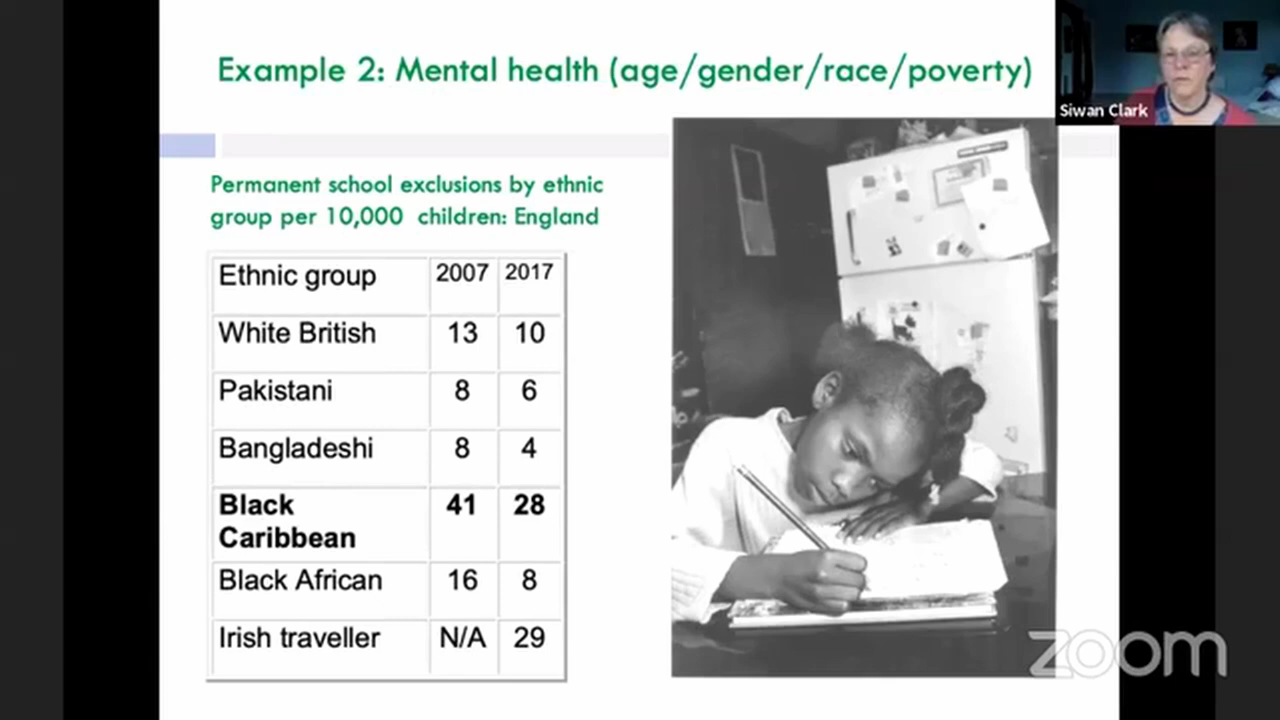 Example 2: Mental health (age/gender/race/poverty)
Siwan Clark
Permanent school exclusions by ethnic
group per 10,000 children: England
Ethnic group 2007 2017
White British 13 10
Pakistani 8 6
Bangladeshi 8 4
Black
Caribbean 41 28
Black African 16 8
Irish traveller N/A 29
zoom